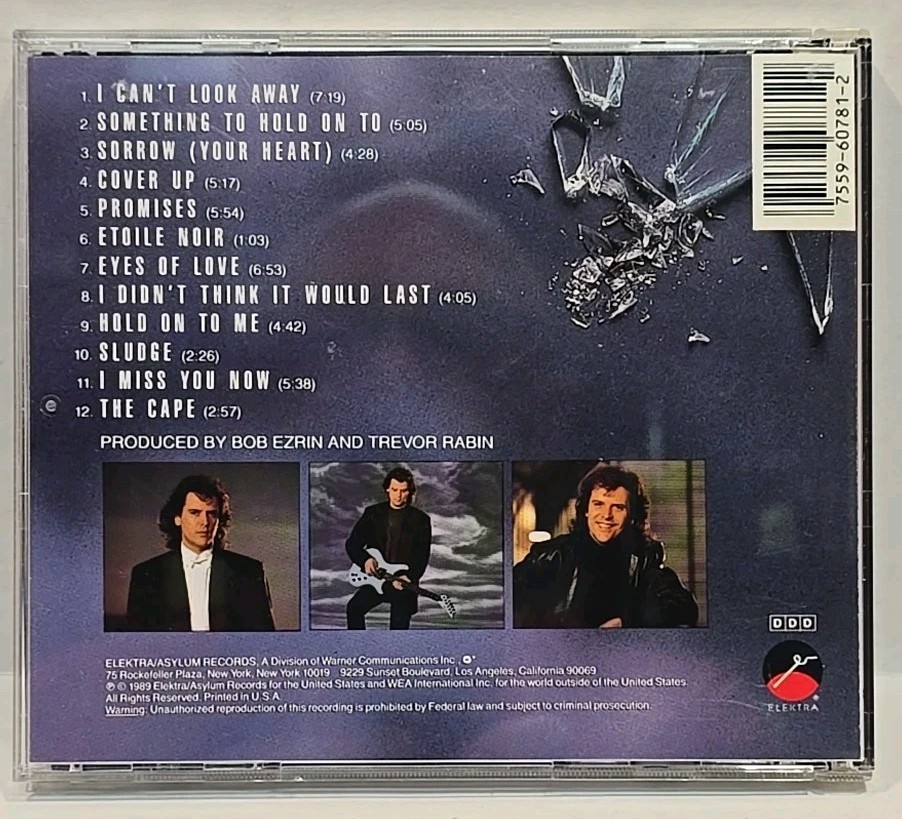 1. I CAN'T LOOK AWAY (7:19)
2. SOMETHING TO HOLD ON TO (5:05)
3. SORROW (YOUR HEART) (4:28)
4. COVER UP (5:17)
5. PROMISES (5:54)
6. ETOILE NOIR (1:03)
7. EYES OF LOVE (6:53)
8. I DIDN'T THINK IT WOULD LAST (4:05)
9. HOLD ON TO ME (4:42)
10. SLUDGE (2:26)
11. I MISS YOU NOW (5:38)
12. THE CAPE (2:57)
PRODUCED BY BOB EZRIN AND TREVOR RABIN
7559-60781-2
ELEKTRA/ASYLUM RECORDS, A Division of Warner Communications Inc.,
75 Rockefeller Plaza, New York, New York 10019 9229 Sunset Boulevard, Los Angeles, California 90069
℗ © 1989 Elektra/Asylum Records for the United States and WEA International Inc. for the world outside of the United States.
All Rights Reserved. Printed in U.S.A.
Warning: Unauthorized reproduction of this recording is prohibited by Federal law and subject to criminal prosecution.
DDD
ELEKTRA
®